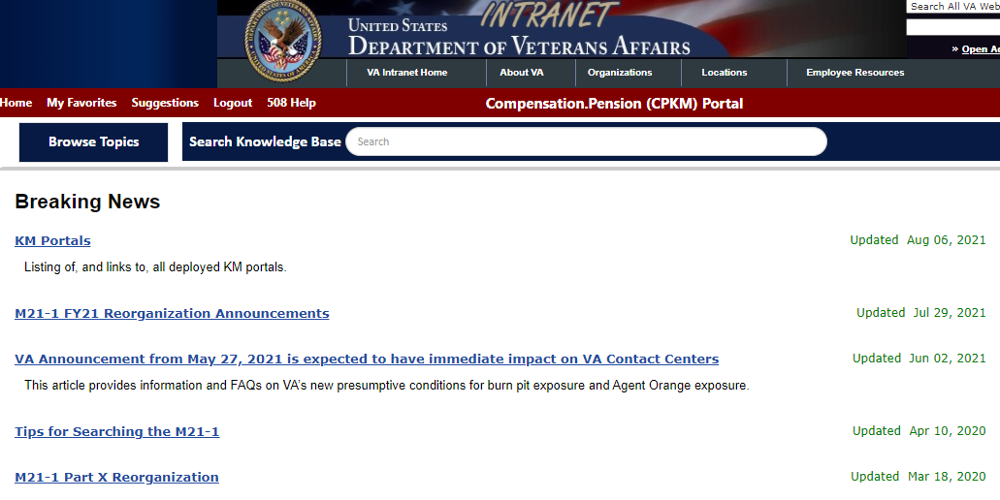 INTRANET
Search All VA Web
UNITED STATES
DEPARTMENT OF VETERANS AFFAIRS
» Open
VA Intranet Home About VA Organizations Locations Employee Resources
Home My Favorites Suggestions Logout 508 Help Compensation.Pension (CPKM) Portal
Browse Topics Search Knowledge Base Search
Breaking News
KM Portals Updated Aug 06, 2021
Listing of, and links to, all deployed KM portals.
M21-1 FY21 Reorganization Announcements Updated Jul 29, 2021
VA Announcement from May 27, 2021 is expected to have immediate impact on VA Contact Centers Updated Jun 02, 2021
This article provides information and FAQs on VA's new presumptive conditions for burn pit exposure and Agent Orange exposure.
Tips for Searching the M21-1 Updated Apr 10, 2020
M21-1 Part X Reorganization Updated Mar 18, 2020